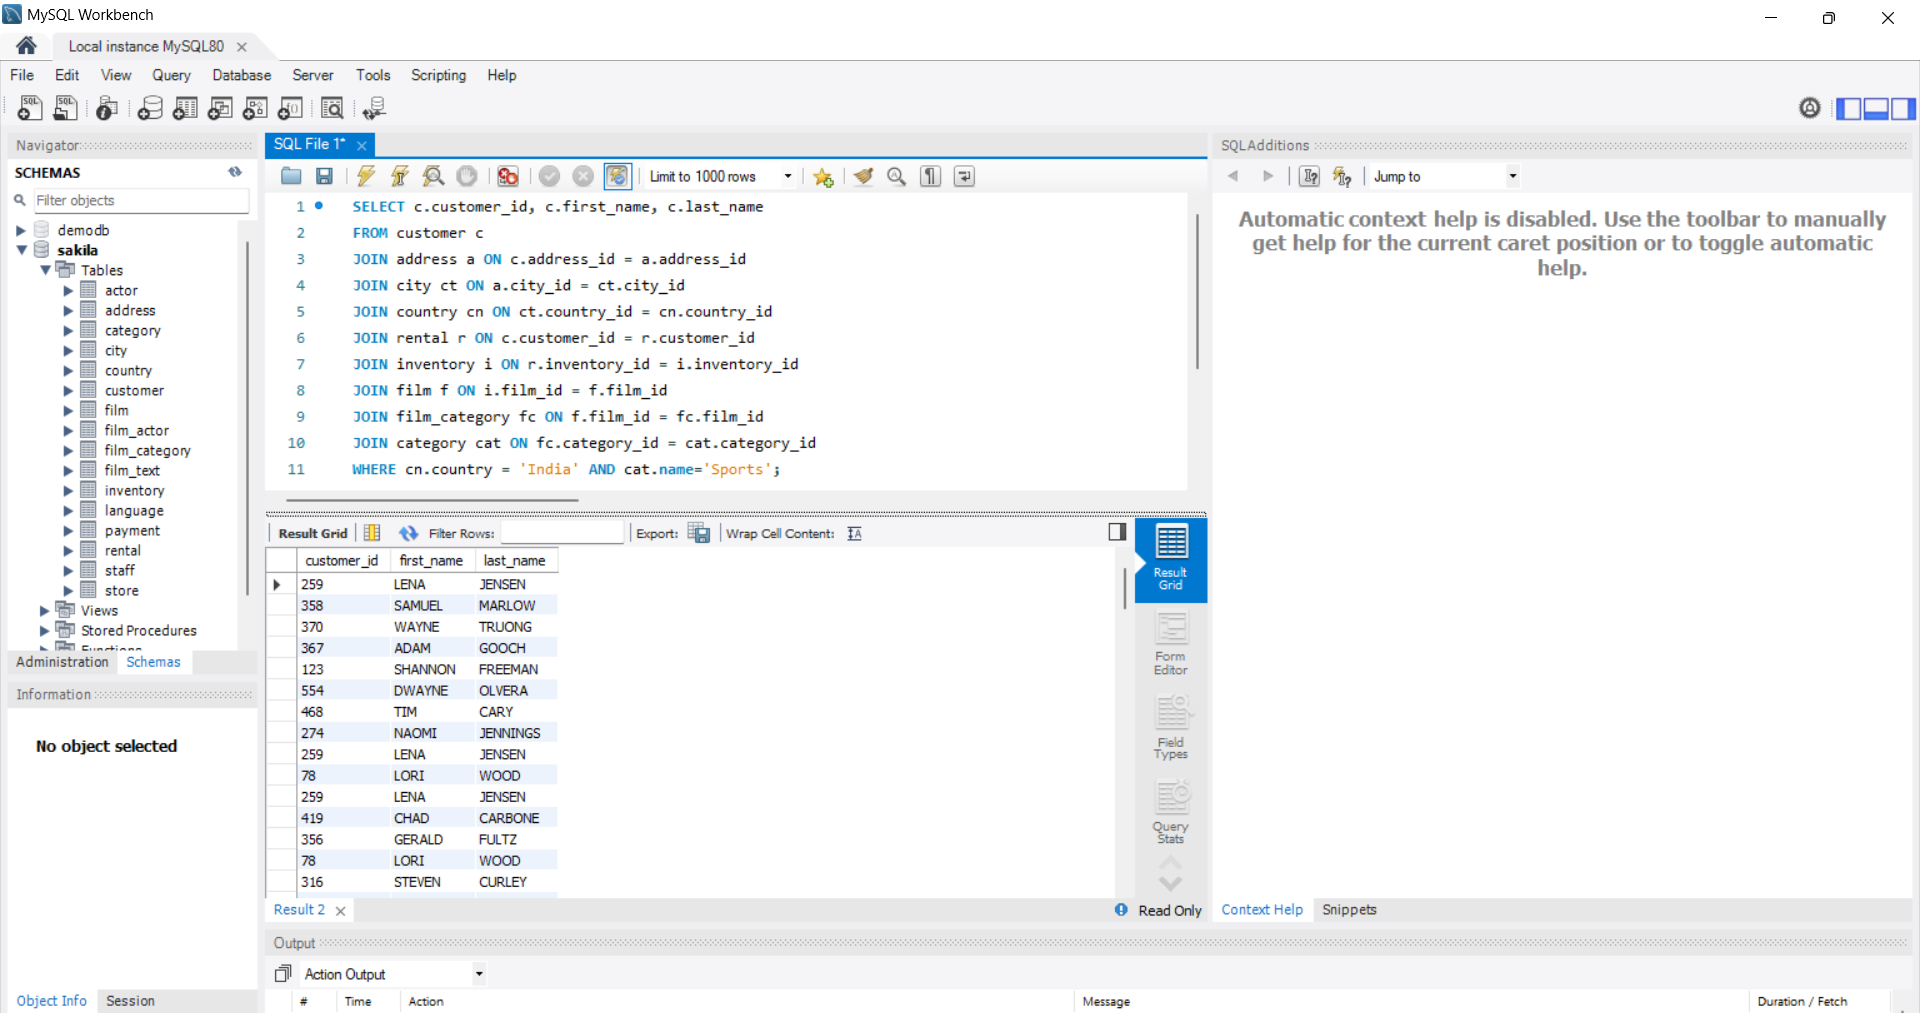 MySQL Workbench
Local instance MySQL80
File Edit View Query Database Server Tools Scripting Help
Navigator
SCHEMAS
Filter objects
demodb
sakila
Tables
actor
address
category
city
country
customer
film
film_actor
film_category
film_text
inventory
language
payment
rental
staff
store
Views
Stored Procedures
Functions
Administration Schemas
Information
No object selected
Object Info Session
SQL File 1*
Limit to 1000 rows
1 SELECT c.customer_id, c.first_name, c.last_name
2 FROM customer c
3 JOIN address a ON c.address_id = a.address_id
4 JOIN city ct ON a.city_id = ct.city_id
5 JOIN country cn ON ct.country_id = cn.country_id
6 JOIN rental r ON c.customer_id = r.customer_id
7 JOIN inventory i ON r.inventory_id = i.inventory_id
8 JOIN film f ON i.film_id = f.film_id
9 JOIN film_category fc ON f.film_id = fc.film_id
10 JOIN category cat ON fc.category_id = cat.category_id
11 WHERE cn.country = 'India' AND cat.name='Sports';
Result Grid Filter Rows: Export: Wrap Cell Content:
customer_id first_name last_name
259 LENA JENSEN
358 SAMUEL MARLOW
370 WAYNE TRUONG
367 ADAM GOOCH
123 SHANNON FREEMAN
554 DWAYNE OLVERA
468 TIM CARY
274 NAOMI JENNINGS
259 LENA JENSEN
78 LORI WOOD
259 LENA JENSEN
419 CHAD CARBONE
356 GERALD FULTZ
78 LORI WOOD
316 STEVEN CURLEY
Result
Grid
Form
Editor
Field
Types
Query
Stats
Result 2
Read Only
SQLAdditions
Jump to
Automatic context help is disabled. Use the toolbar to manually
get help for the current caret position or to toggle automatic
help.
Context Help Snippets
Output
Action Output
# Time Action Message Duration / Fetch